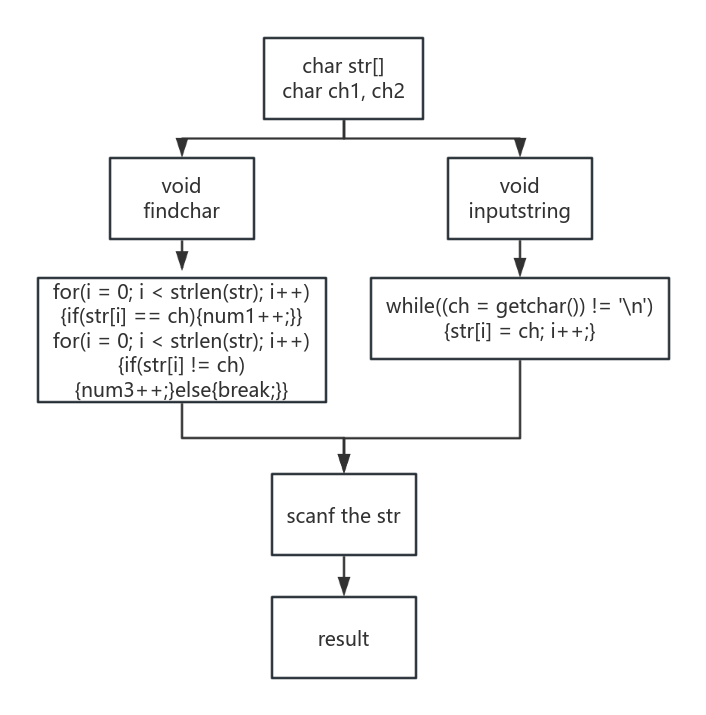 char str[]
char ch1, ch2
void
findchar
void
inputstring
for(i = 0; i < strlen(str); i++)
{if(str[i] == ch){num1++;}}
for(i = 0; i < strlen(str); i++)
{if(str[i] != ch)
{num3++;}else{break;}}
while((ch = getchar()) != '\n')
{str[i] = ch; i++;}
scanf the str
result